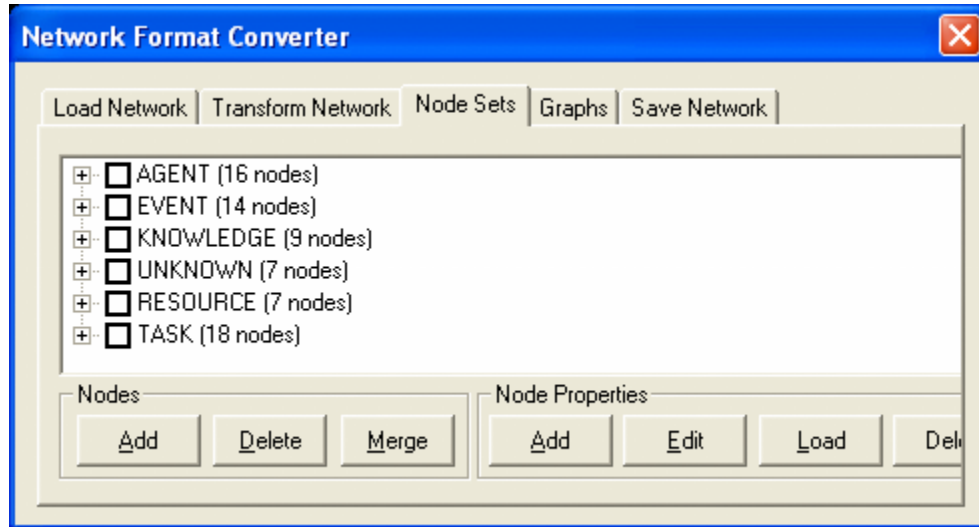 Network Format Converter
Load Network Transform Network Node Sets Graphs Save Network
AGENT (16 nodes)
EVENT (14 nodes)
KNOWLEDGE (9 nodes)
UNKNOWN (7 nodes)
RESOURCE (7 nodes)
TASK (18 nodes)
Nodes Node Properties
Add Delete Merge Add Edit Load